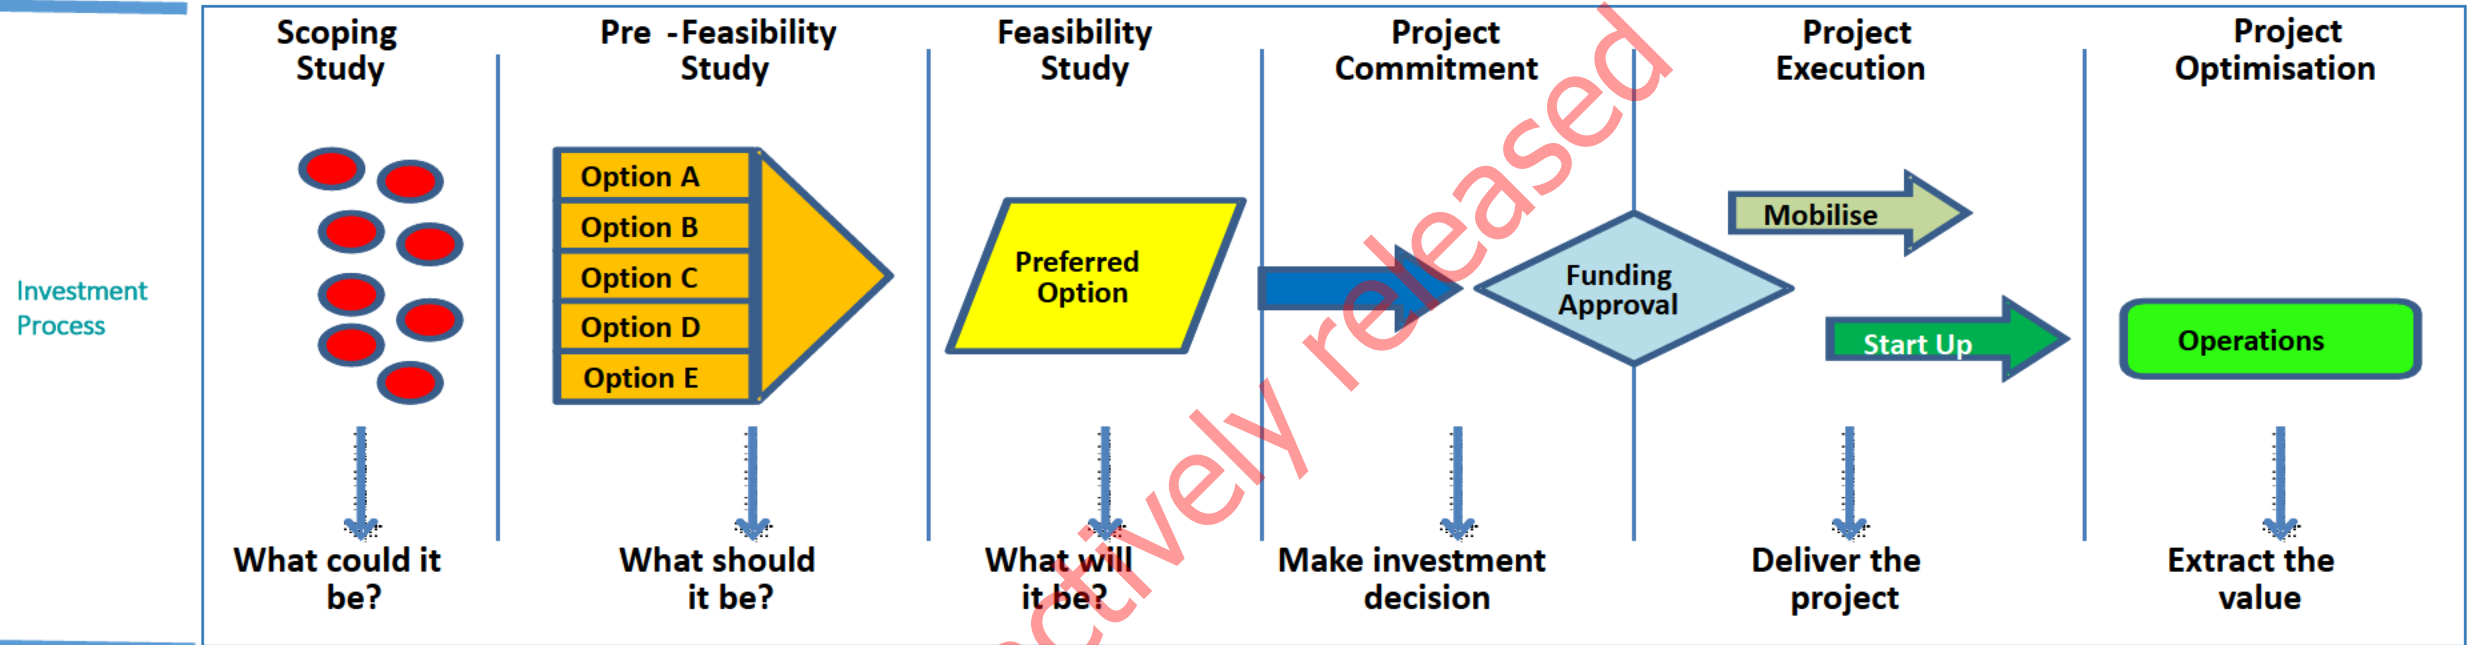 Scoping
Study
Pre -Feasibility
Study
Feasibility
Study
Project
Commitment
Project
Execution
Project
Optimisation
Investment
Process
Option A
Option B
Option C
Option D
Option E
Preferred
Option
Funding
Approval
Mobilise
Start Up
Operations
What could it
be?
What should
it be?
What will
it be?
Make investment
decision
Deliver the
project
Extract the
value
released